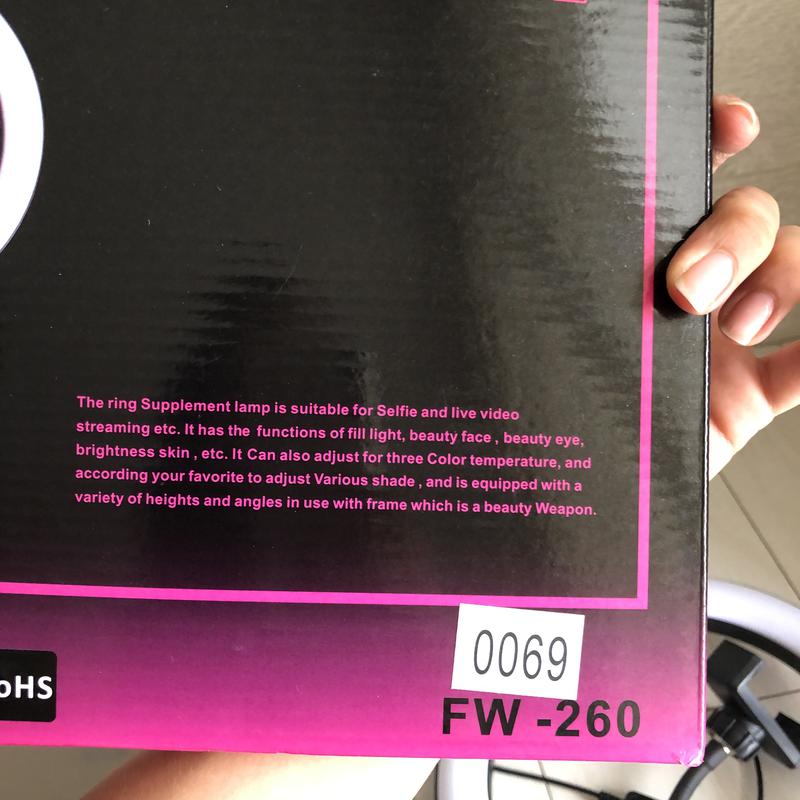 The ring Supplement lamp is suitable for Selfie and live video
streaming etc. It has the functions of fill light, beauty face , beauty eye,
brightness skin , etc. It Can also adjust for three Color temperature, and
according your favorite to adjust Various shade , and is equipped with a
variety of heights and angles in use with frame which is a beauty Weapon.
0069
oHS
FW -260